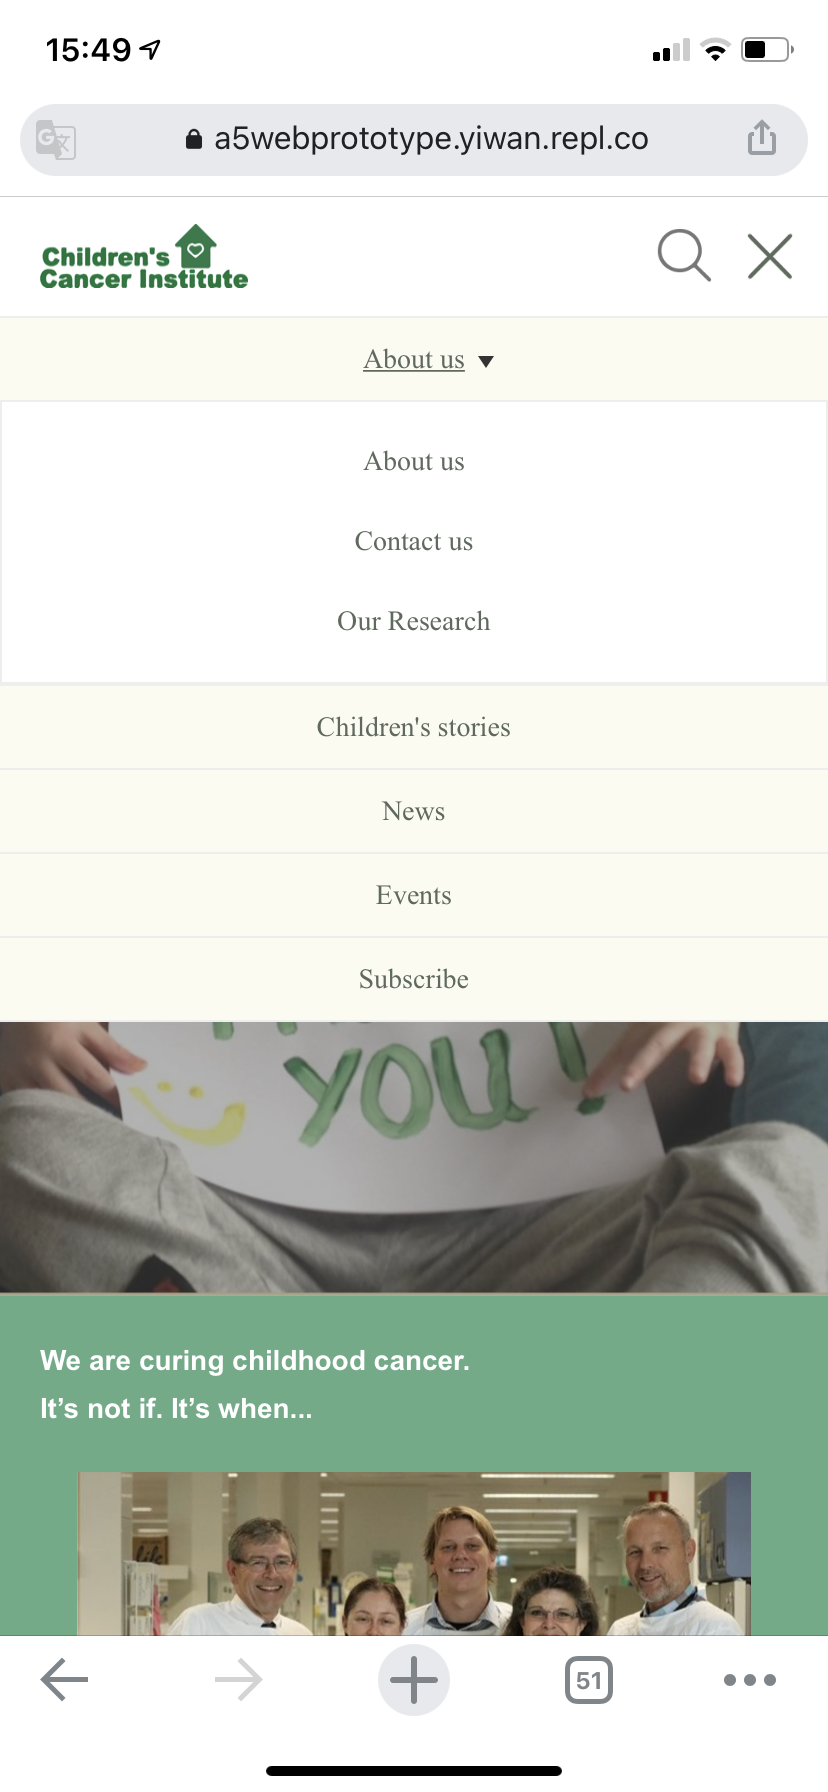 15:49
a5webprototype.yiwan.repl.co
Children's
Cancer Institute
About us ▼
About us
Contact us
Our Research
Children's stories
News
Events
Subscribe
YOU!
We are curing childhood cancer.
It’s not if. It’s when...
51